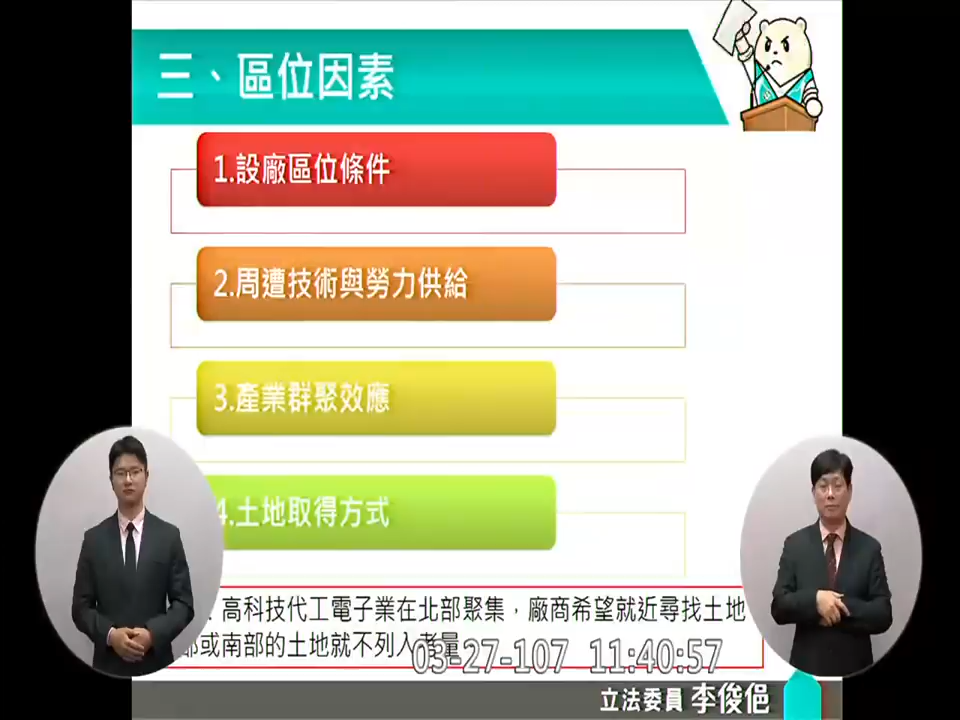 三、區位因素
1.設廠區位條件
2.周遭技術與勞力供給
3.產業群聚效應
4.土地取得方式
高科技代工電子業在北部聚集，廠商希望就近尋找土地
部或南部的土地就不列入考量
03-27-107 11:40:57
立法委員 李俊俋